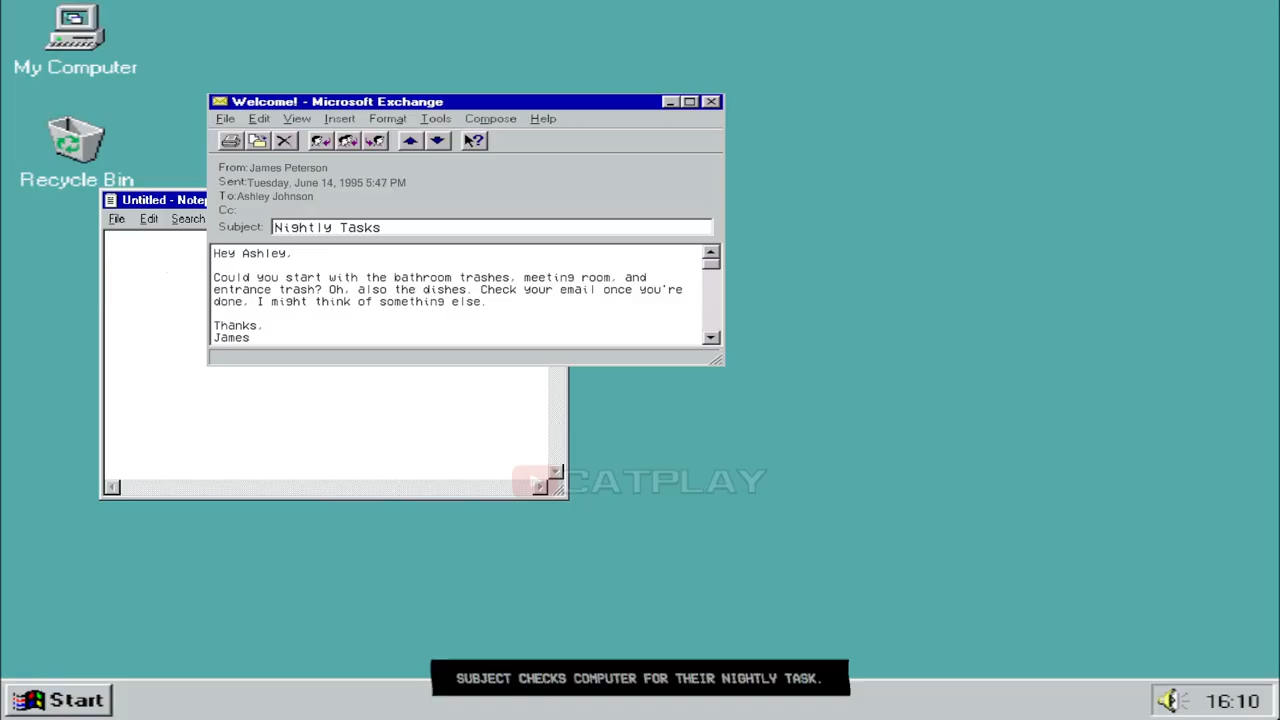 My Computer
Recycle Bin
Welcome! - Microsoft Exchange
File Edit View Insert Format Tools Compose Help
From: James Peterson
Sent: Tuesday, June 14, 1995 5:47 PM
To: Ashley Johnson
Cc:
Subject: Nightly Tasks
Hey Ashley,
Could you start with the bathroom trashes, meeting room, and
entrance trash? Oh, also the dishes. Check your email once you're
done, I might think of something else.
Thanks,
James
Untitled - Notep
File Edit Search
CATPLAY
SUBJECT CHECKS COMPUTER FOR THEIR NIGHTLY TASK.
Start
16:10